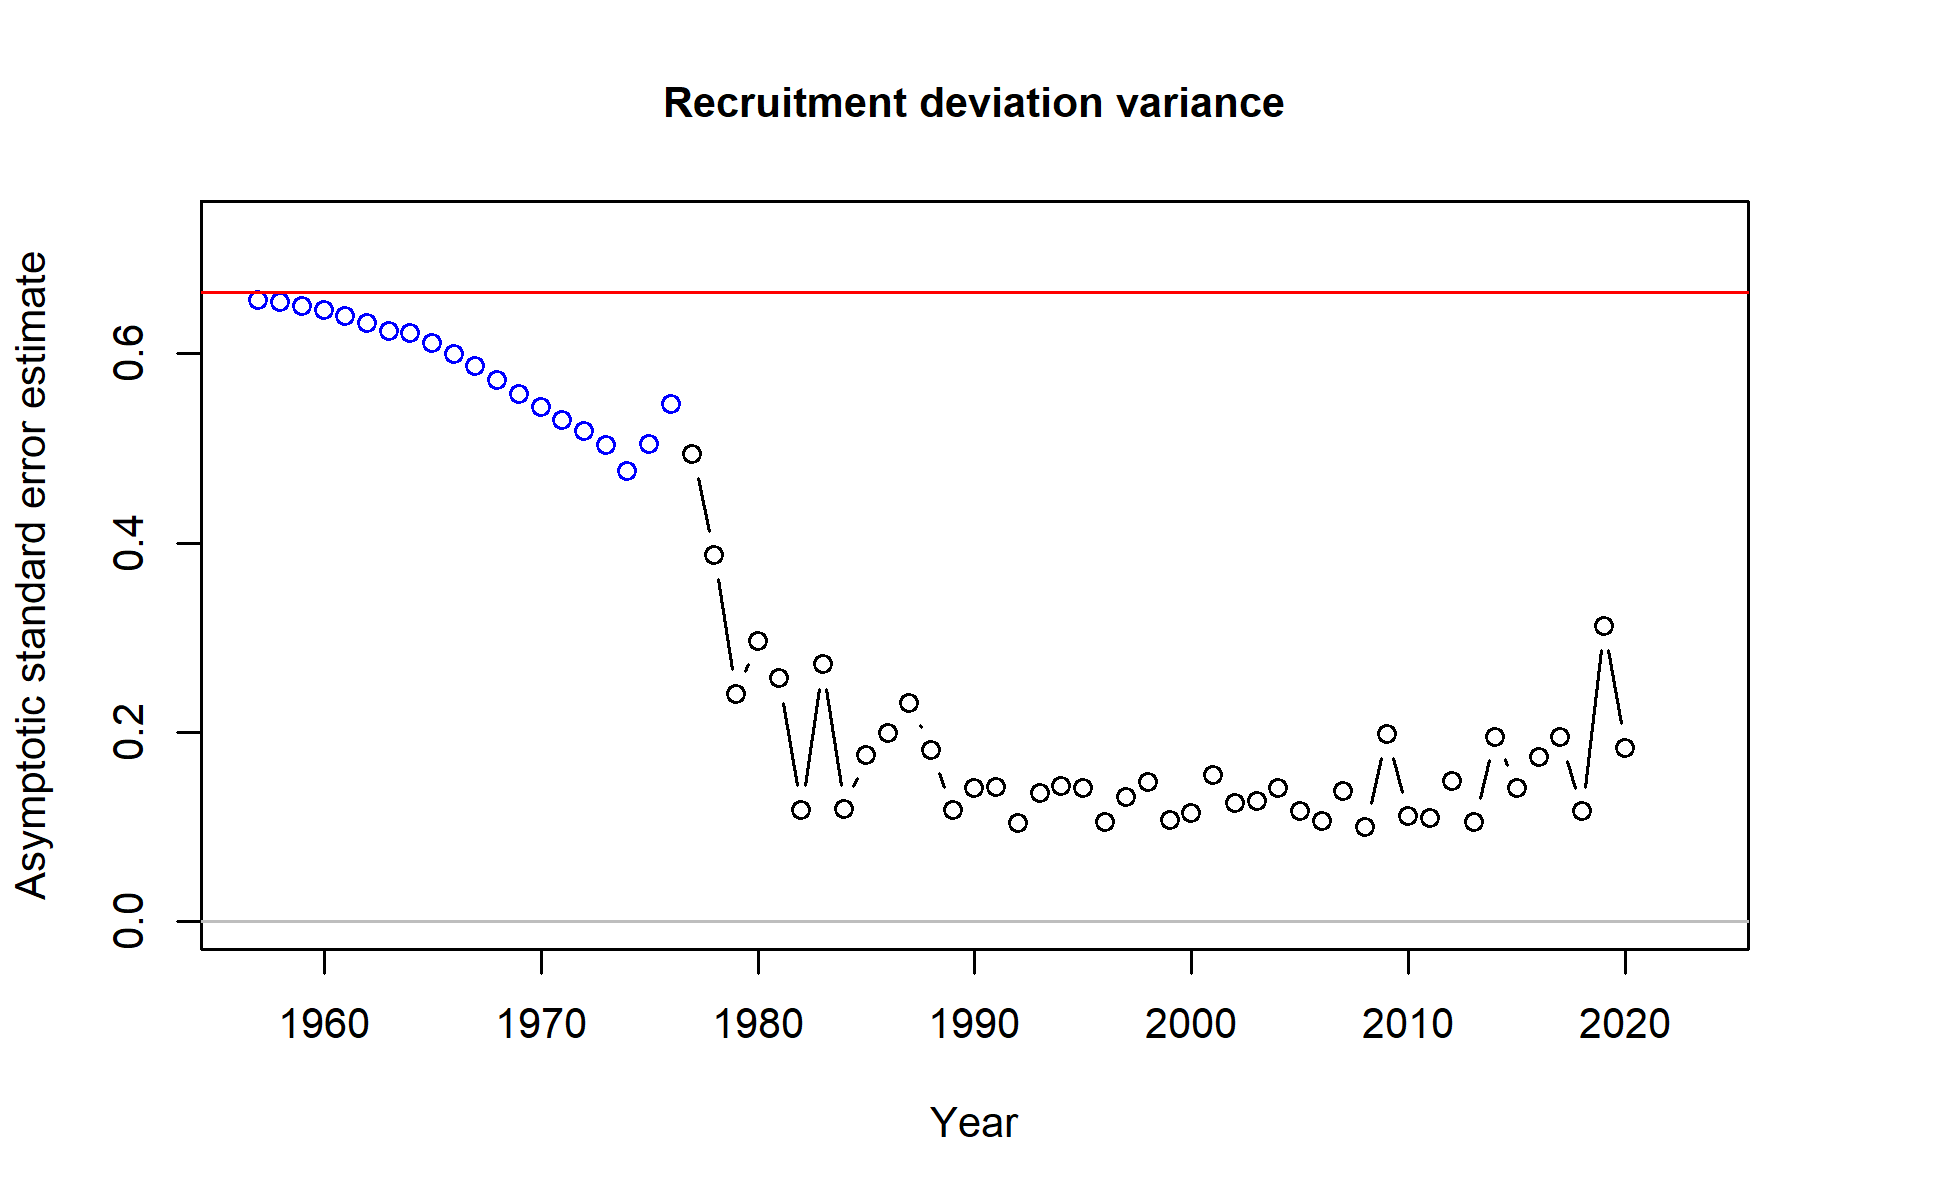 Recruitment deviation variance
Asymptotic standard error estimate
0.6
0.4
0.2
0.0
1960 1970 1980 1990 2000 2010 2020
Year